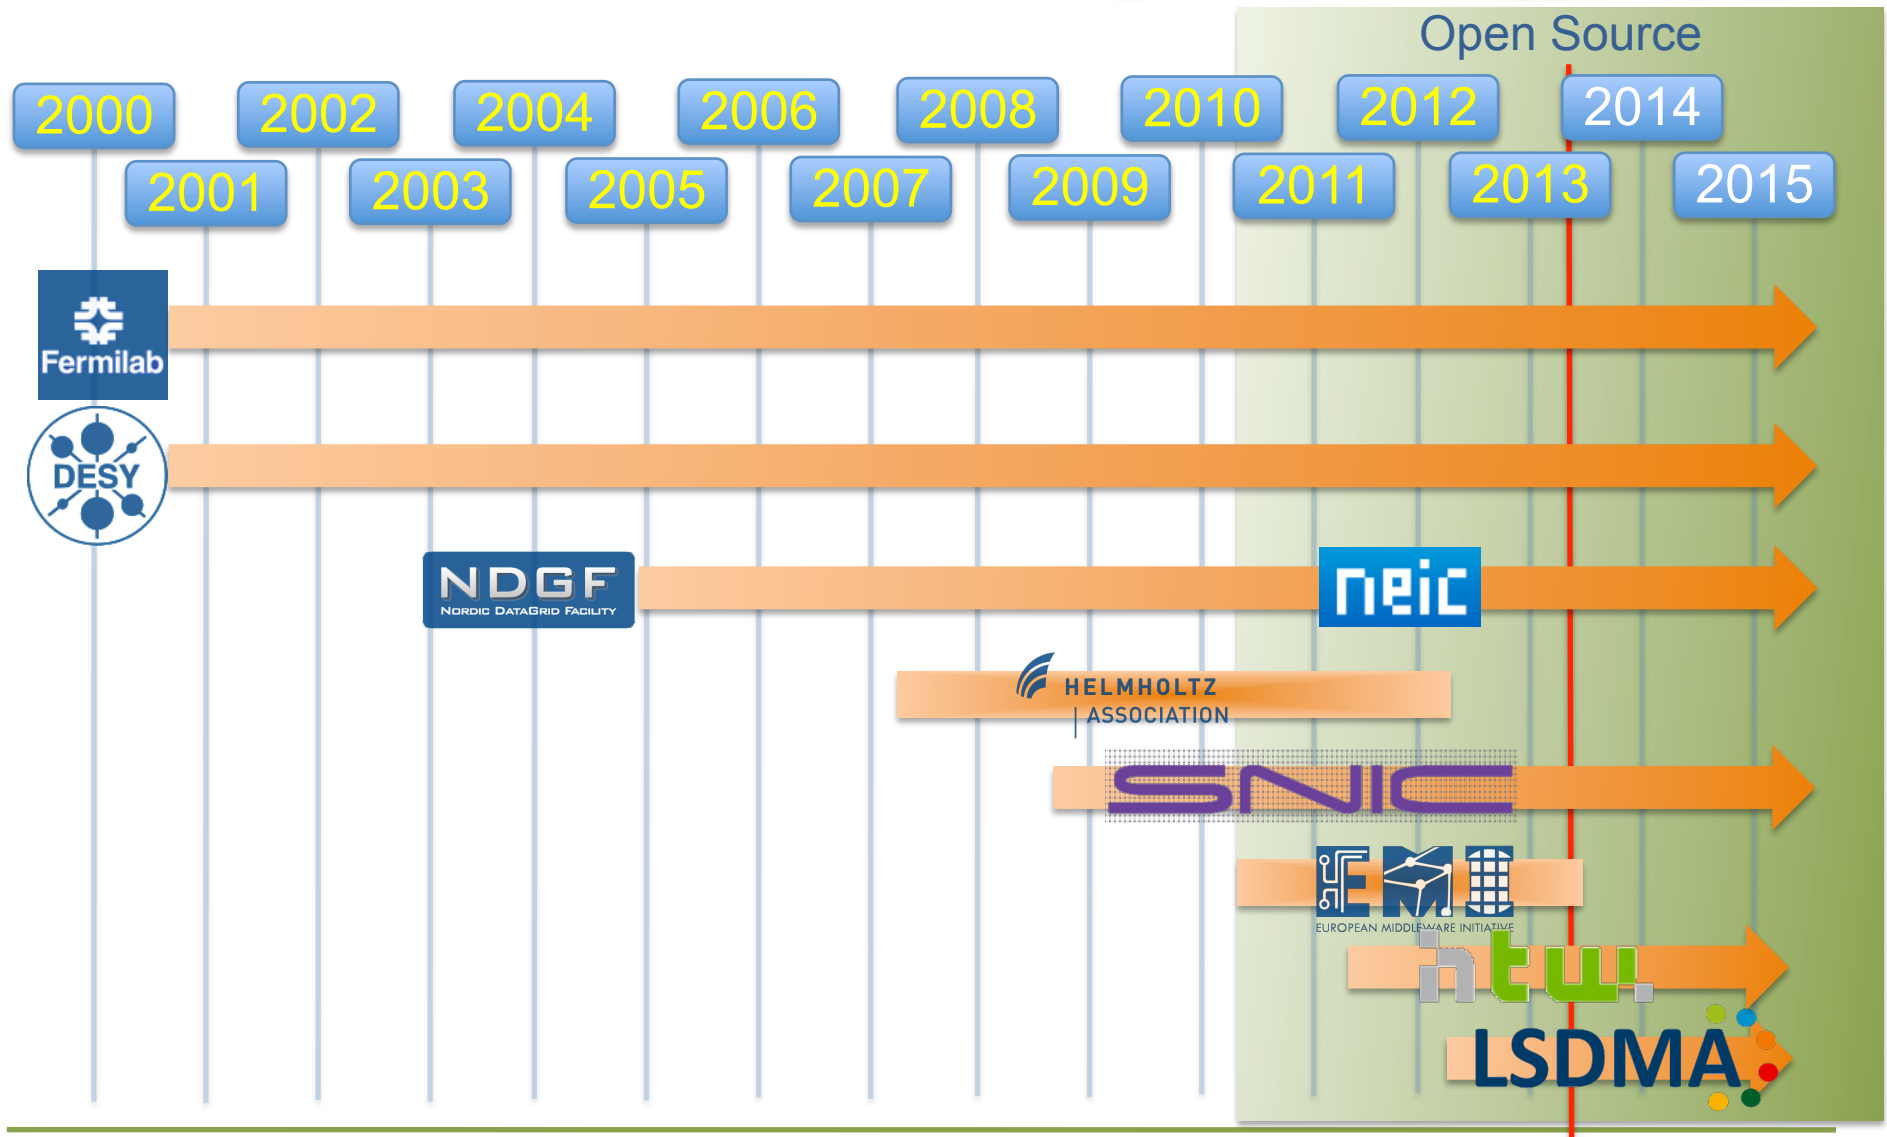 Open Source
2000
2002
2004
2006
2008
2010
2012
2014
2001
2003
2005
2007
2009
2011
2013
2015
Fermilab
DESY
NDGF
NORDIC DATAGRID FACILITY
neic
HELMHOLTZ
ASSOCIATION
SNIC
EMI
EUROPEAN MIDDLEWARE INITIATIVE
htw.
LSDMA